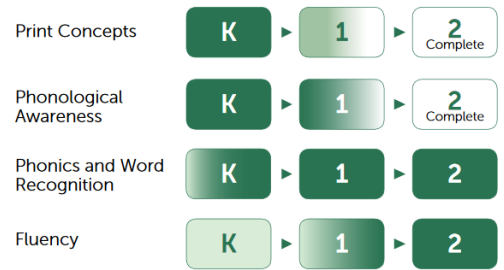 Print Concepts K 1 2
Complete
Phonological
Awareness K 1 2
Complete
Phonics and Word
Recognition K 1 2
Fluency K 1 2